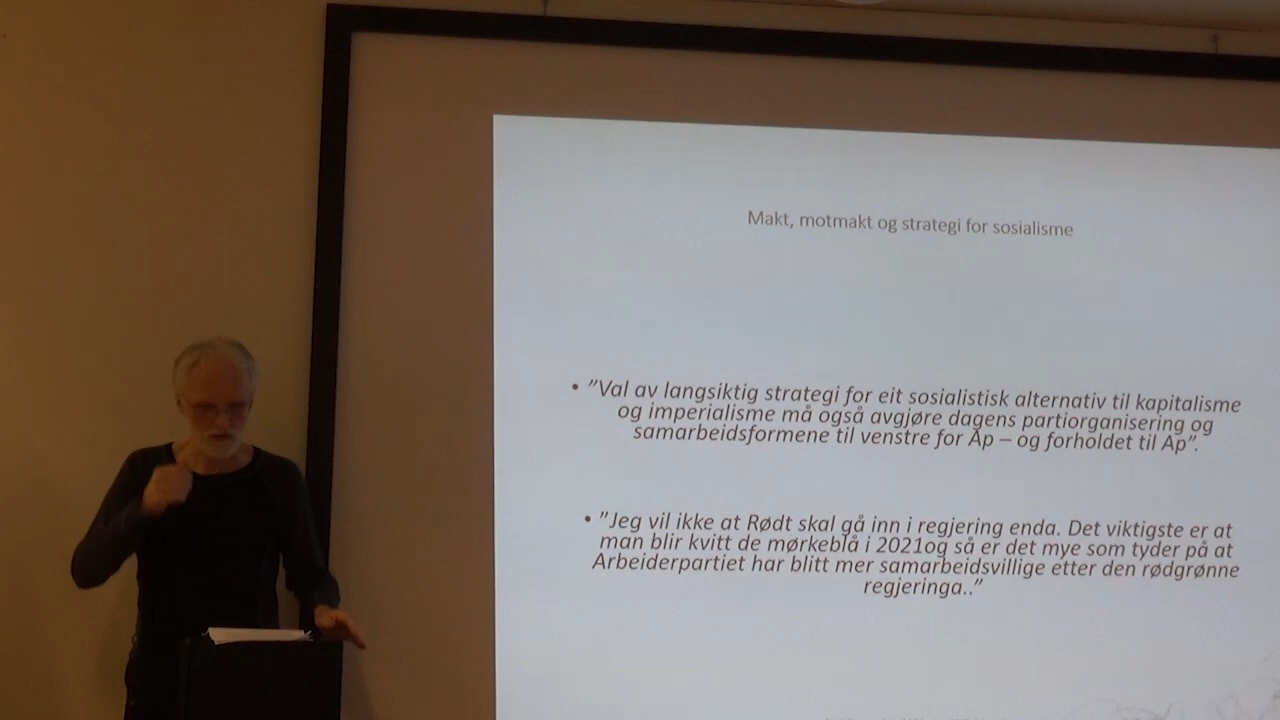 Makt, motmakt og strategi for sosialisme
• ”Val av langsiktig strategi for eit sosialistisk alternativ til kapitalisme
og imperialisme må også avgjøre dagens partiorganisering og
samarbeidsformene til venstre for Ap – og forholdet til Ap”.
• ”Jeg vil ikke at Rødt skal gå inn i regjering enda. Det viktigste er at
man blir kvitt de mørkeblå i 2021og så er det mye som tyder på at
Arbeiderpartiet har blitt mer samarbeidsvillige etter den rødgrønne
regjeringa..”